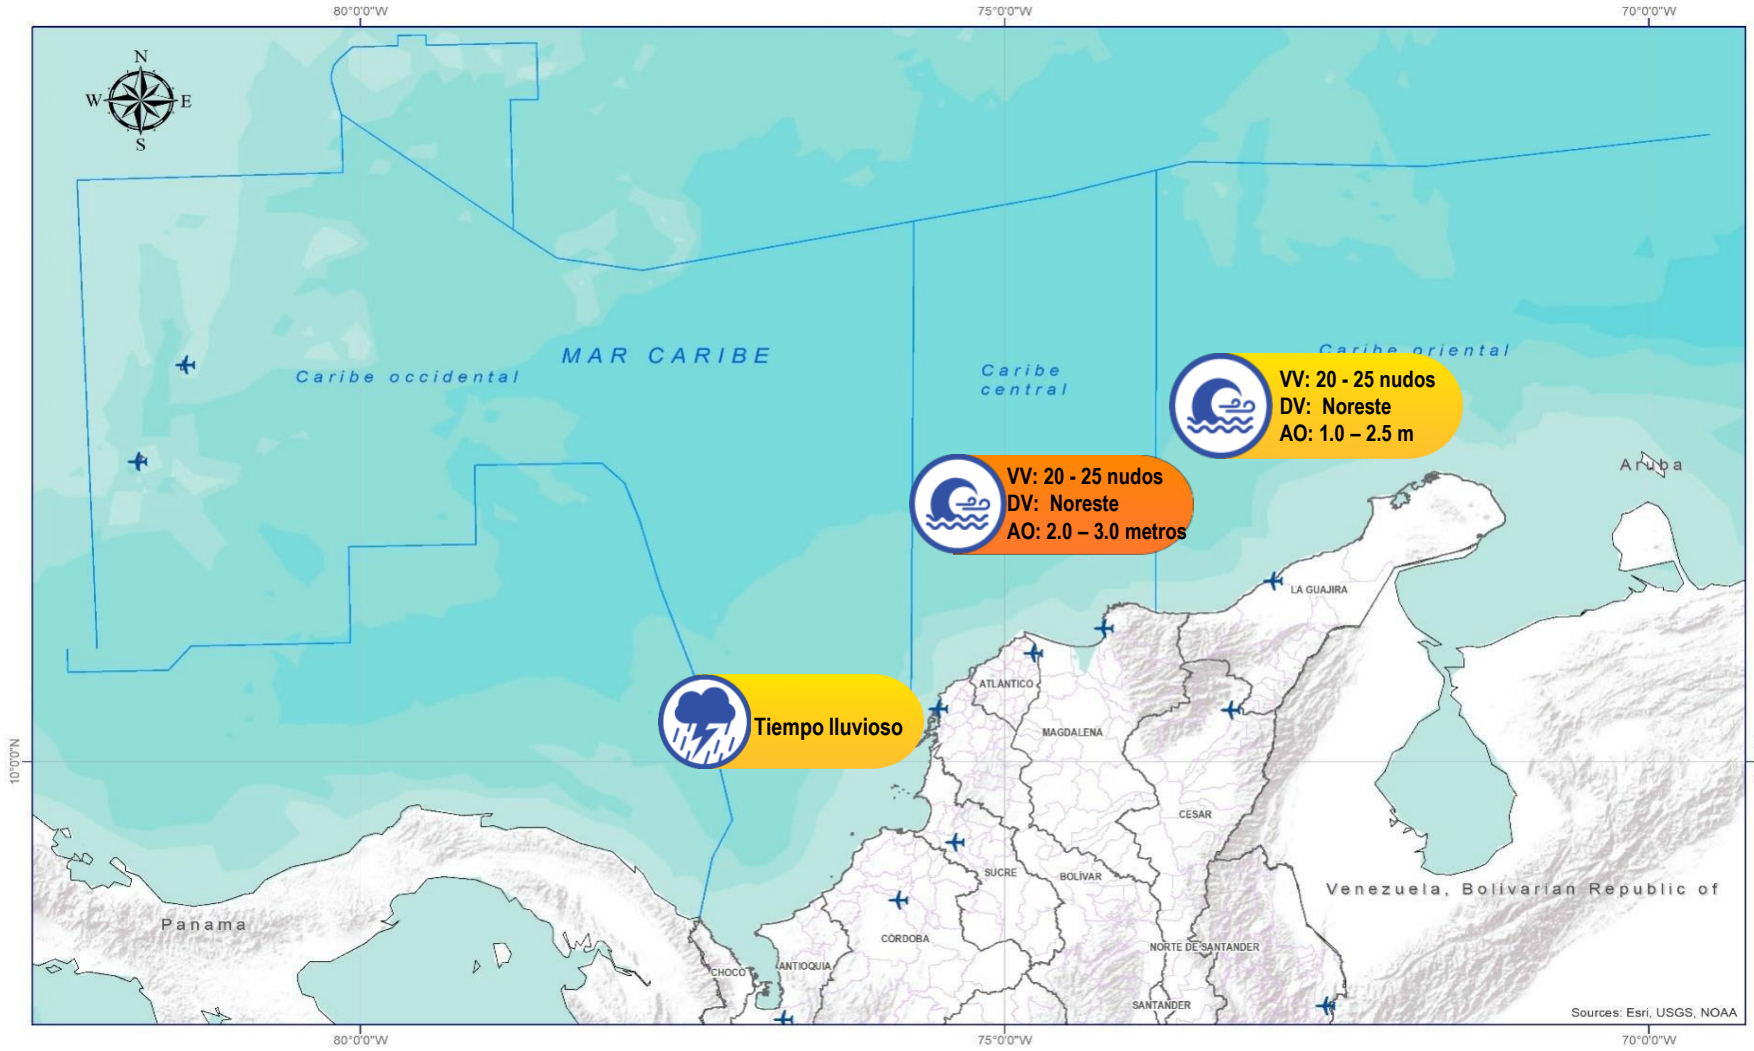 80°0'0"W
75°0'0"W
70°0'0"W
N
W
E
S
MAR CARIBE
Caribe occidental
Caribe
central
Caribe oriental
VV: 20 - 25 nudos
DV: Noreste
AO: 1.0 – 2.5 m
VV: 20 - 25 nudos
DV: Noreste
AO: 2.0 – 3.0 metros
Aruba
LA GUAJIRA
ATLÁNTICO
Tiempo lluvioso
MAGDALENA
10°0'0"N
CESAR
SUCRE
BOLÍVAR
Venezuela, Bolivarian Republic of
Panama
CÓRDOBA
NORTE DE SANTANDER
CHOCÓ
ANTIOQUIA
SANTANDER
Sources: Esri, USGS, NOAA
80°0'0"W
75°0'0"W
70°0'0"W